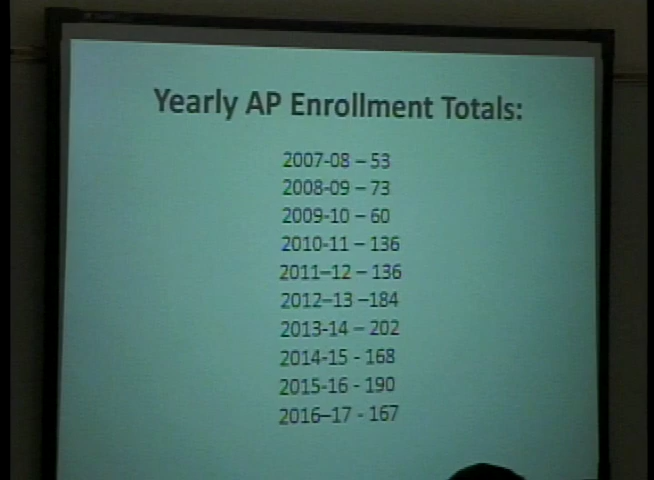 Yearly AP Enrollment Totals:
2007-08 – 53
2008-09 – 73
2009-10 – 60
2010-11 – 136
2011–12 – 136
2012–13 –184
2013-14 – 202
2014-15 - 168
2015-16 - 190
2016–17 - 167